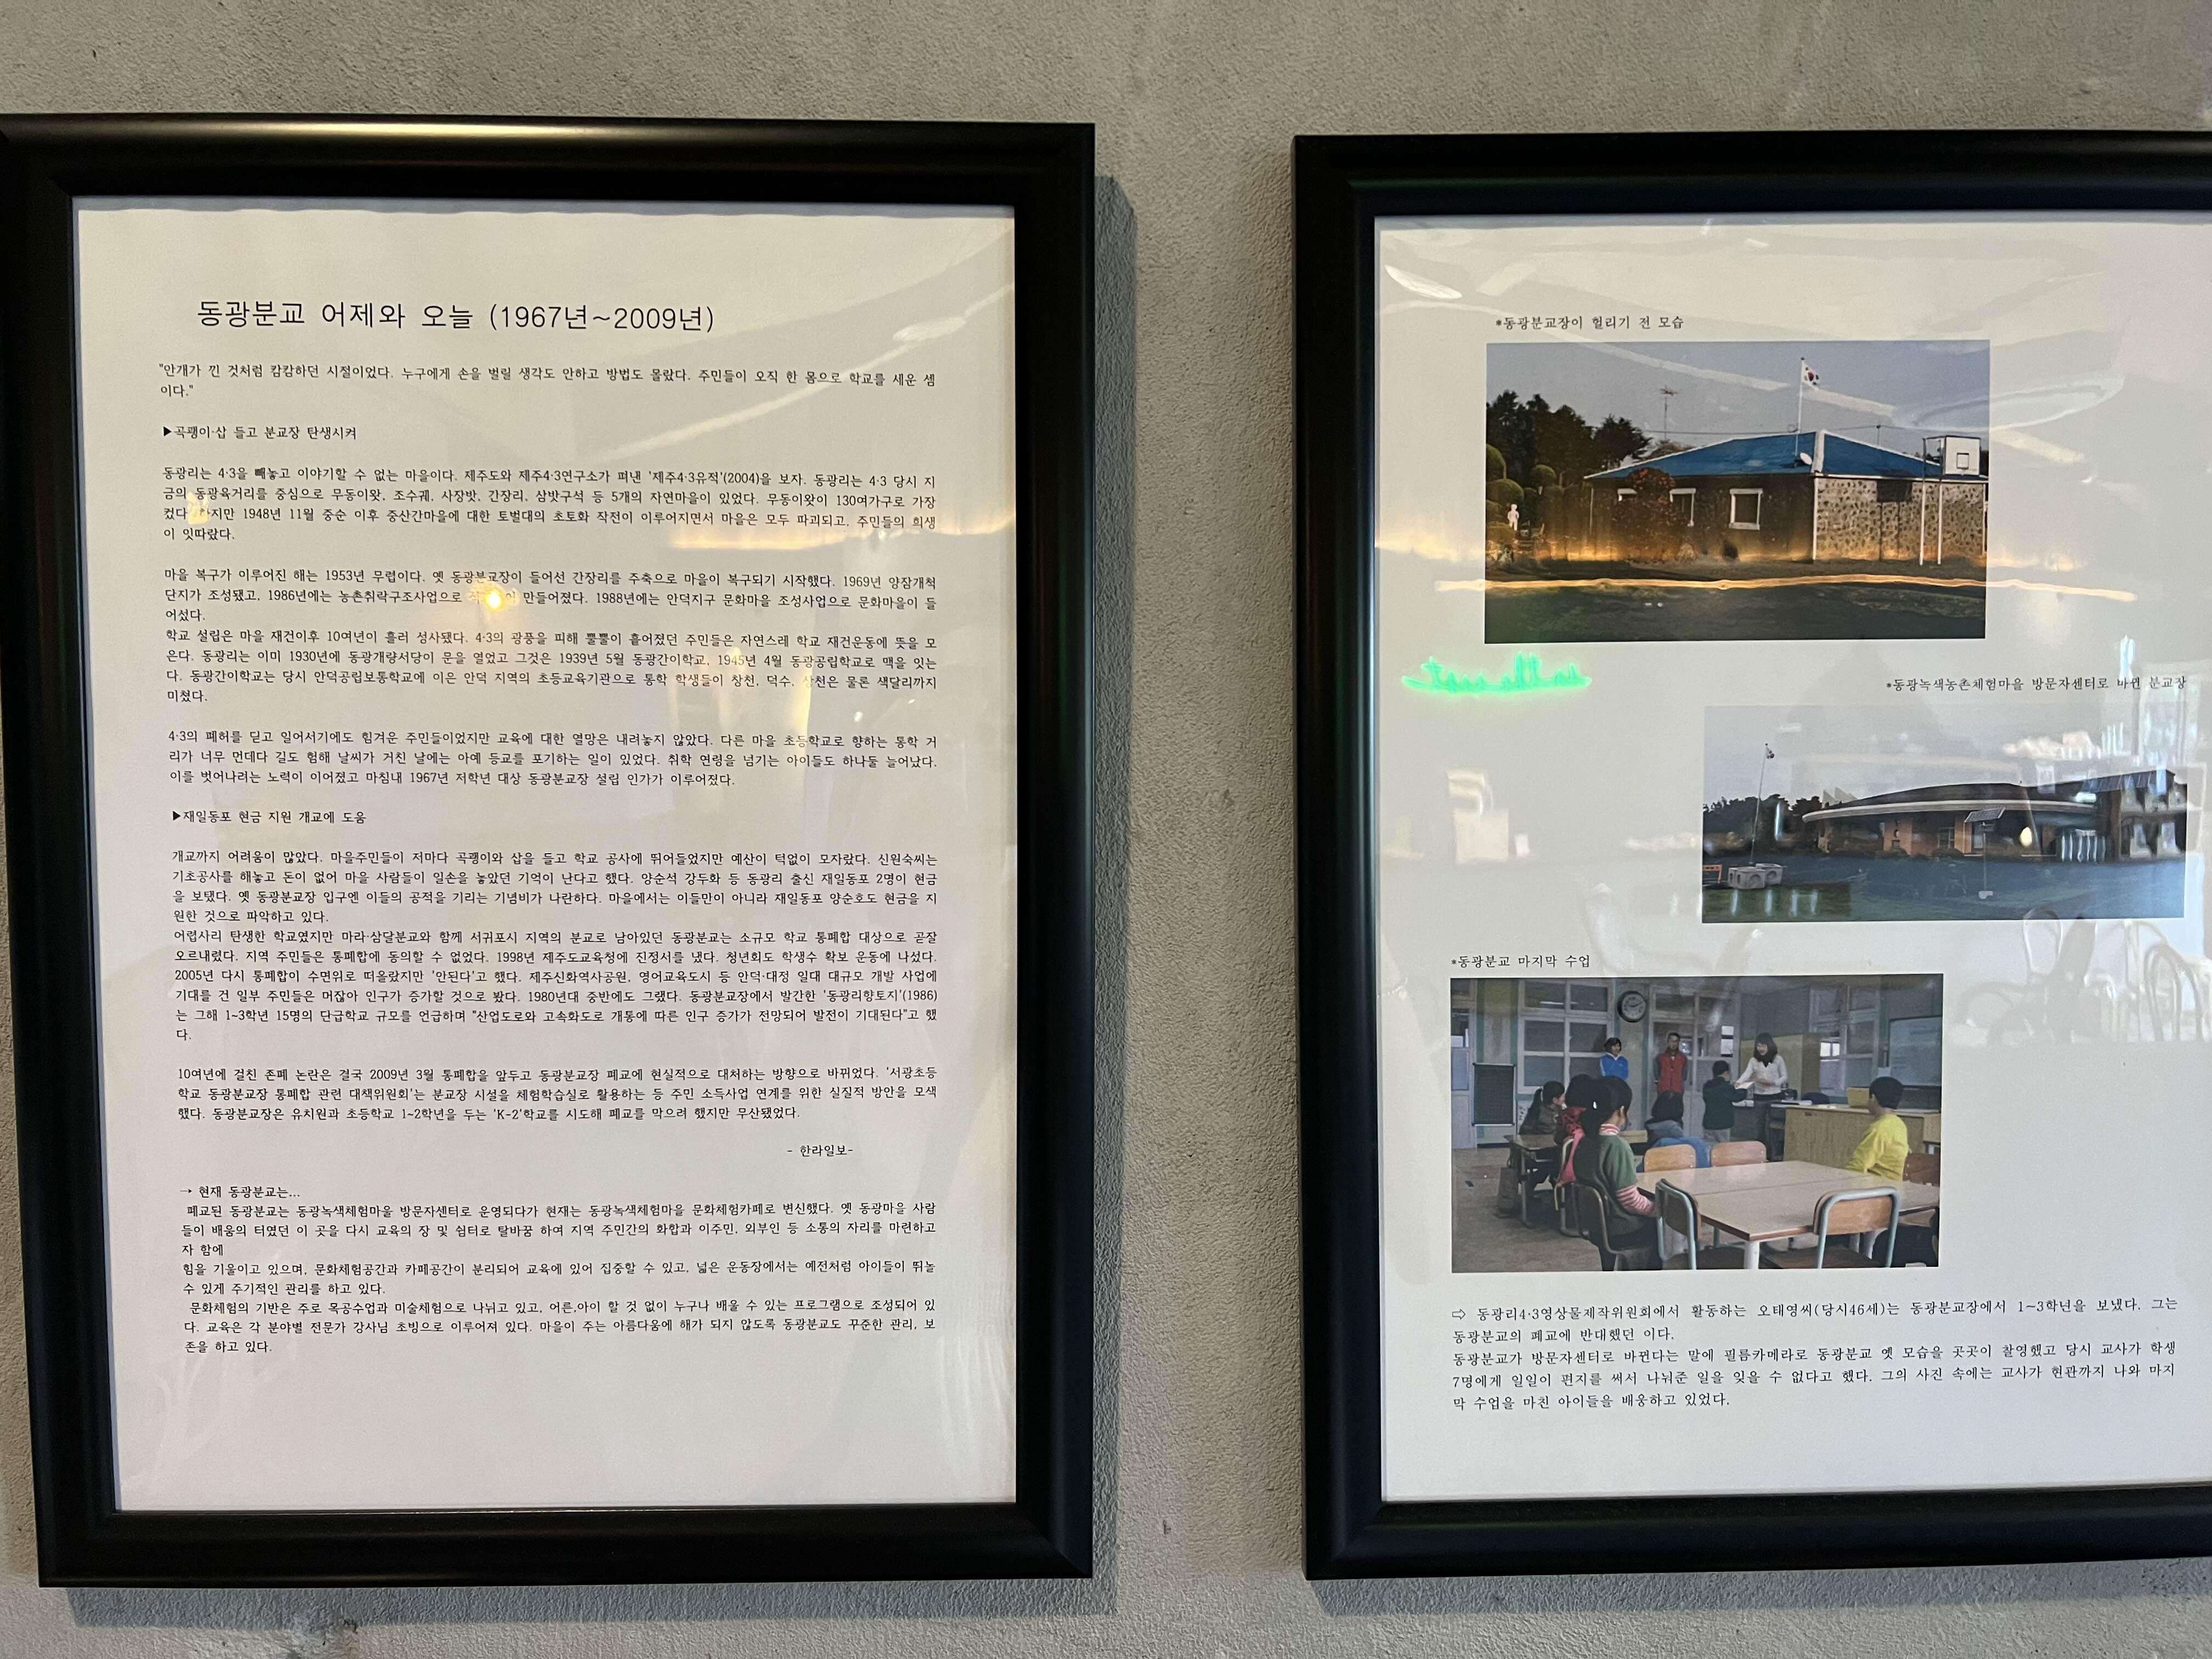 동광분교 어제와 오늘 (1967년~2009년)
"안개가 낀 것처럼 캄캄하던 시절이었다. 누구에게 손을 벌릴 생각도 안하고 방법도 몰랐다. 주민들이 오직 한 몸으로 학교를 세운 셈
이다."
▶곡괭이·삽 들고 분교장 탄생시켜
동광리는 4·3을 빼놓고 이야기할 수 없는 마을이다. 제주도와 제주4·3연구소가 펴낸 '제주4·3유적'(2004)을 보자. 동광리는 4·3 당시 지
금의 동광육거리를 중심으로 무동이왓, 조수궤, 사장밧, 간장리, 삼밧구석 등 5개의 자연마을이 있었다. 무동이왓이 130여가구로 가장
컸다 하지만 1948년 11월 중순 이후 중산간마을에 대한 토벌대의 초토화 작전이 이루어지면서 마을은 모두 파괴되고, 주민들의 희생
이 잇따랐다.
마을 복구가 이루어진 해는 1953년 무렵이다. 옛 동광분교장이 들어선 간장리를 주축으로 마을이 복구되기 시작했다. 1969년 양잠개척
단지가 조성됐고, 1986년에는 농촌취락구조사업으로 만들어졌다. 1988년에는 안덕지구 문화마을 조성사업으로 문화마을이 들
어섰다.
학교 설립은 마을 재건이후 10여년이 흘러 성사됐다. 4·3의 광풍을 피해 뿔뿔이 흩어졌던 주민들은 자연스레 학교 재건운동에 뜻을 모
은다. 동광리는 이미 1930년에 동광개량서당이 문을 열었고 그것은 1939년 5월 동광간이학교, 1945년 4월 동광공립학교로 맥을 잇는
다. 동광간이학교는 당시 안덕공립보통학교에 이은 안덕 지역의 초등교육기관으로 통학 학생들이 창천, 덕수, 상천은 물론 색달리까지
미쳤다.
4·3의 폐허를 딛고 일어서기에도 힘겨운 주민들이었지만 교육에 대한 열망은 내려놓지 않았다. 다른 마을 초등학교로 향하는 통학 거
리가 너무 먼데다 길도 험해 날씨가 거친 날에는 아예 등교를 포기하는 일이 있었다. 취학 연령을 넘기는 아이들도 하나둘 늘어났다.
이를 벗어나려는 노력이 이어졌고 마침내 1967년 저학년 대상 동광분교장 설립 인가가 이루어졌다.
▶재일동포 현금 지원 개교에 도움
개교까지 어려움이 많았다. 마을주민들이 저마다 곡괭이와 삽을 들고 학교 공사에 뛰어들었지만 예산이 턱없이 모자랐다. 신원숙씨는
기초공사를 해놓고 돈이 없어 마을 사람들이 일손을 놓았던 기억이 난다고 했다. 양순석 강두화 등 동광리 출신 재일동포 2명이 현금
을 보탰다. 옛 동광분교장 입구엔 이들의 공적을 기리는 기념비가 나란하다. 마을에서는 이들만이 아니라 재일동포 양순호도 현금을 지
원한 것으로 파악하고 있다.
어렵사리 탄생한 학교였지만 마라·삼달분교와 함께 서귀포시 지역의 분교로 남아있던 동광분교는 소규모 학교 통폐합 대상으로 곧잘
오르내렸다. 지역 주민들은 통폐합에 동의할 수 없었다. 1998년 제주도교육청에 진정서를 냈다. 청년회도 학생수 확보 운동에 나섰다.
2005년 다시 통폐합이 수면위로 떠올랐지만 '안된다'고 했다. 제주신화역사공원, 영어교육도시 등 안덕·대정 일대 대규모 개발 사업에
기대를 건 일부 주민들은 머잖아 인구가 증가할 것으로 봤다. 1980년대 중반에도 그랬다. 동광분교장에서 발간한 '동광리향토지'(1986)
는 그해 1~3학년 15명의 단급학교 규모를 언급하며 "산업도로와 고속화도로 개통에 따른 인구 증가가 전망되어 발전이 기대된다"고 했
다.
10여년에 걸친 존폐 논란은 결국 2009년 3월 통폐합을 앞두고 동광분교장 폐교에 현실적으로 대처하는 방향으로 바뀌었다. '서광초등
학교 동광분교장 통폐합 관련 대책위원회'는 분교장 시설을 체험학습실로 활용하는 등 주민 소득사업 연계를 위한 실질적 방안을 모색
했다. 동광분교장은 유치원과 초등학교 1~2학년을 두는 'K-2'학교를 시도해 폐교를 막으려 했지만 무산됐었다.
- 한라일보-
→ 현재 동광분교는...
폐교된 동광분교는 동광녹색체험마을 방문자센터로 운영되다가 현재는 동광녹색체험마을 문화체험카페로 변신했다. 옛 동광마을 사람
들이 배움의 터였던 이 곳을 다시 교육의 장 및 쉼터로 탈바꿈 하여 지역 주민간의 화합과 이주민, 외부인 등 소통의 자리를 마련하고
자 함에
힘을 기울이고 있으며, 문화체험공간과 카페공간이 분리되어 교육에 있어 집중할 수 있고, 넓은 운동장에서는 예전처럼 아이들이 뛰놀
수 있게 주기적인 관리를 하고 있다.
문화체험의 기반은 주로 목공수업과 미술체험으로 나뉘고 있고, 어른,아이 할 것 없이 누구나 배울 수 있는 프로그램으로 조성되어 있
다. 교육은 각 분야별 전문가 강사님 초빙으로 이루어져 있다. 마을이 주는 아름다움에 해가 되지 않도록 동광분교도 꾸준한 관리, 보
존을 하고 있다.
*동광분교장이 헐리기 전 모습
*동광녹색농촌체험마을 방문자센터로 바뀐 분교장
*동광분교 마지막 수업
⇨ 동광리4·3영상물제작위원회에서 활동하는 오태영씨(당시46세)는 동광분교장에서 1~3학년을 보냈다. 그는
동광분교의 폐교에 반대했던 이다.
동광분교가 방문자센터로 바뀐다는 말에 필름카메라로 동광분교 옛 모습을 곳곳이 촬영했고 당시 교사가 학생
7명에게 일일이 편지를 써서 나눠준 일을 잊을 수 없다고 했다. 그의 사진 속에는 교사가 현관까지 나와 마지
막 수업을 마친 아이들을 배웅하고 있었다.